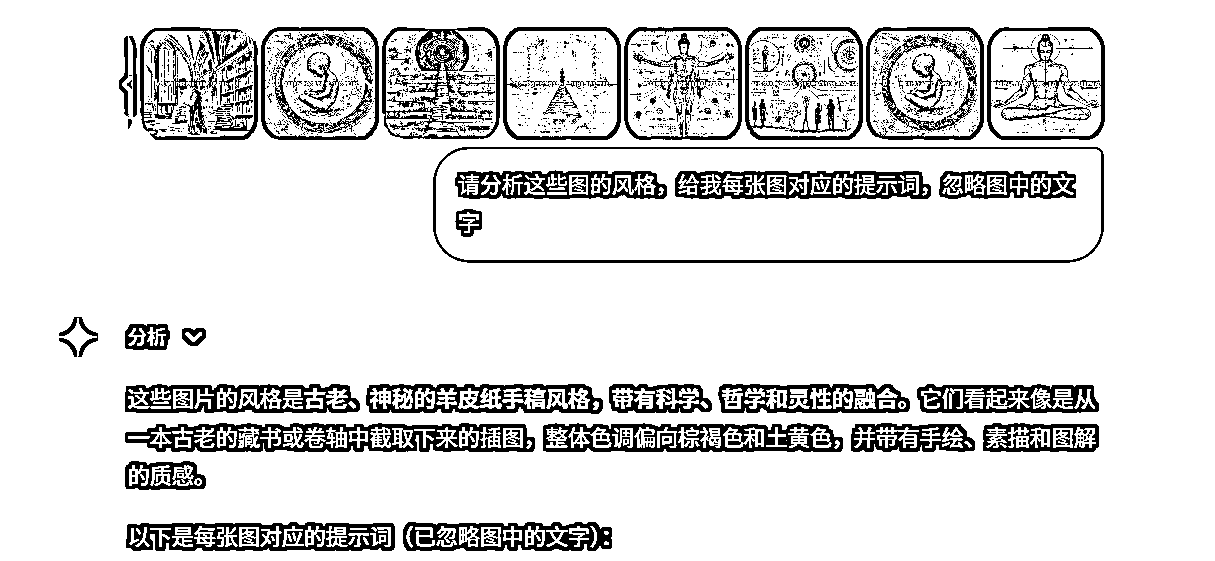 请分析这些图的风格，给我每张图对应的提示词，忽略图中的文
字
分析
这些图片的风格是古老、神秘的羊皮纸手稿风格，带有科学、哲学和灵性的融合。它们看起来像是从
一本古老的藏书或卷轴中截取下来的插图，整体色调偏向棕褐色和土黄色，并带有手绘、素描和图解
的质感。
以下是每张图对应的提示词（已忽略图中的文字）：